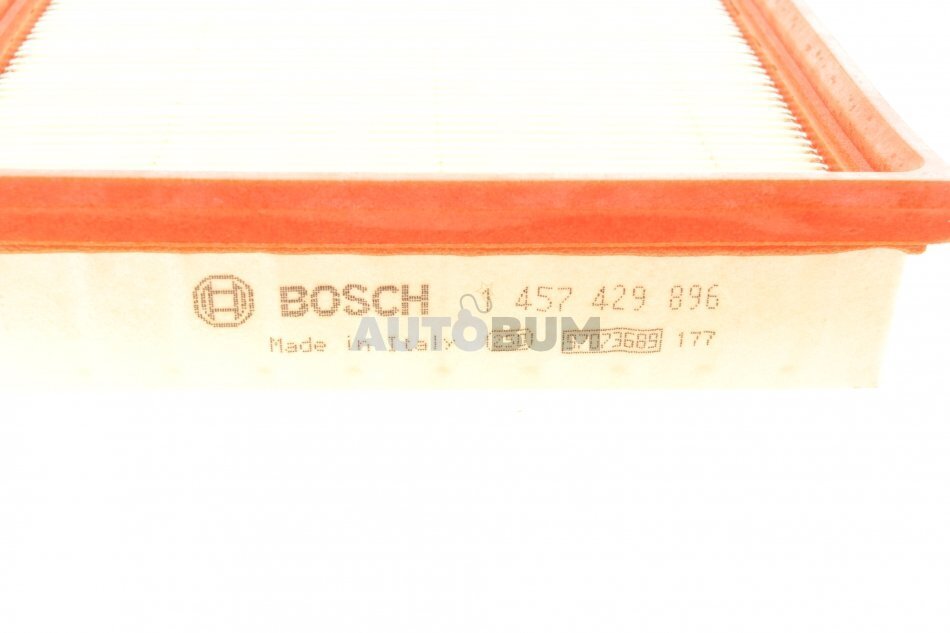 BOSCH 1 457 429 896
AUTOBUM
Made in Italy 177